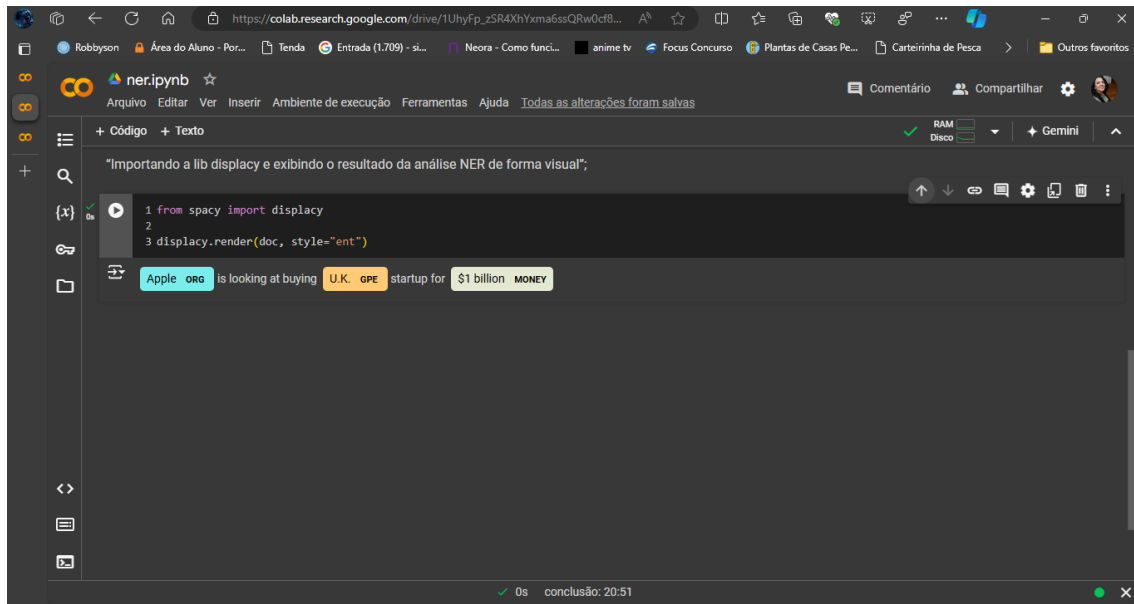 https://colab.research.google.com/drive/1UhyFp_zSR4XhYxma6ssQRw0cf8...
Robbyson Área do Aluno - Por... Tenda Entrada (1.709) - si... Neora - Como funci... anime tv Focus Concurso Plantas de Casas Pe... Carteirinha de Pesca Outros favoritos
ner.ipynb
Comentário Compartilhar
Arquivo Editar Ver Inserir Ambiente de execução Ferramentas Ajuda Todas as alterações foram salvas
+ Código + Texto
RAM
Disco
Gemini
“Importando a lib displacy e exibindo o resultado da análise NER de forma visual”;
{x}
0s
1 from spacy import displacy
2
3 displacy.render(doc, style="ent")
Apple ORG is looking at buying U.K. GPE startup for $1 billion MONEY
0s conclusão: 20:51